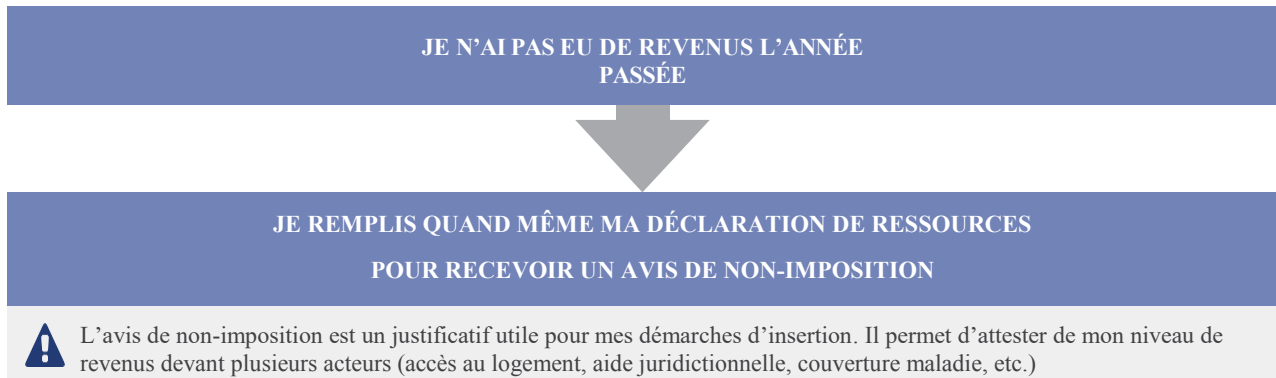 JE N’AI PAS EU DE REVENUS L’ANNÉE
PASSÉE
JE REMPLIS QUAND MÊME MA DÉCLARATION DE RESSOURCES
POUR RECEVOIR UN AVIS DE NON-IMPOSITION
L’avis de non-imposition est un justificatif utile pour mes démarches d’insertion. Il permet d’attester de mon niveau de
revenus devant plusieurs acteurs (accès au logement, aide juridictionnelle, couverture maladie, etc.)